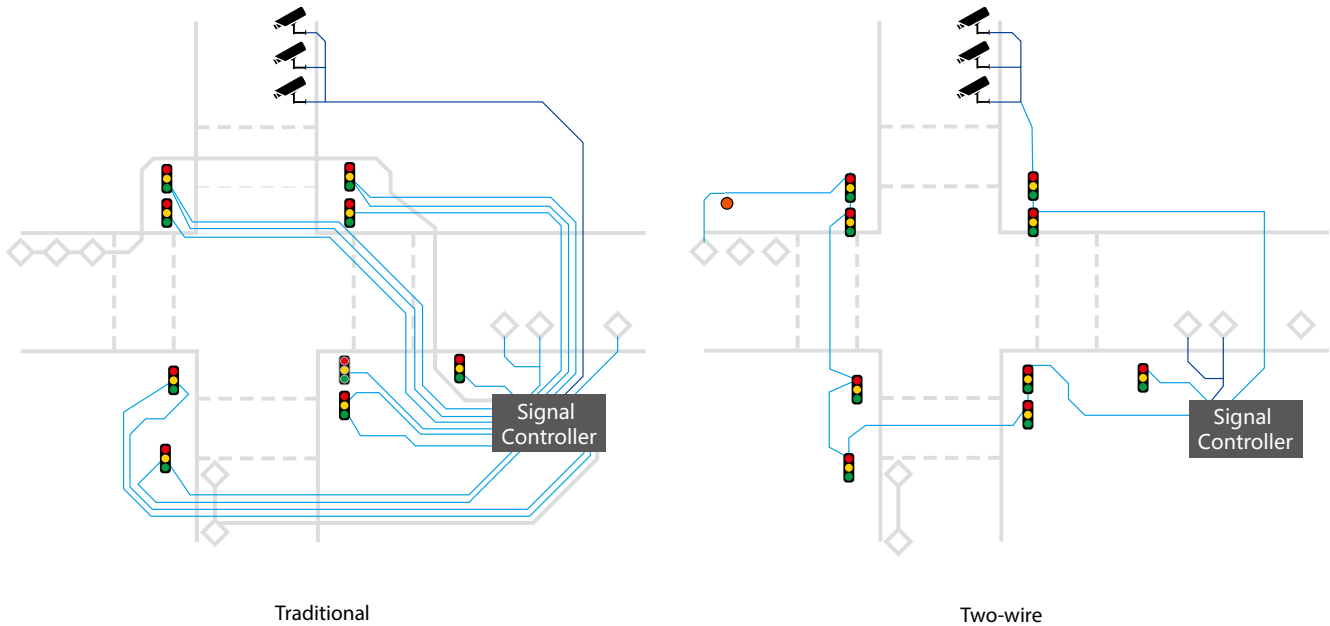 Signal
Controller
Signal
Controller
Traditional
Two-wire